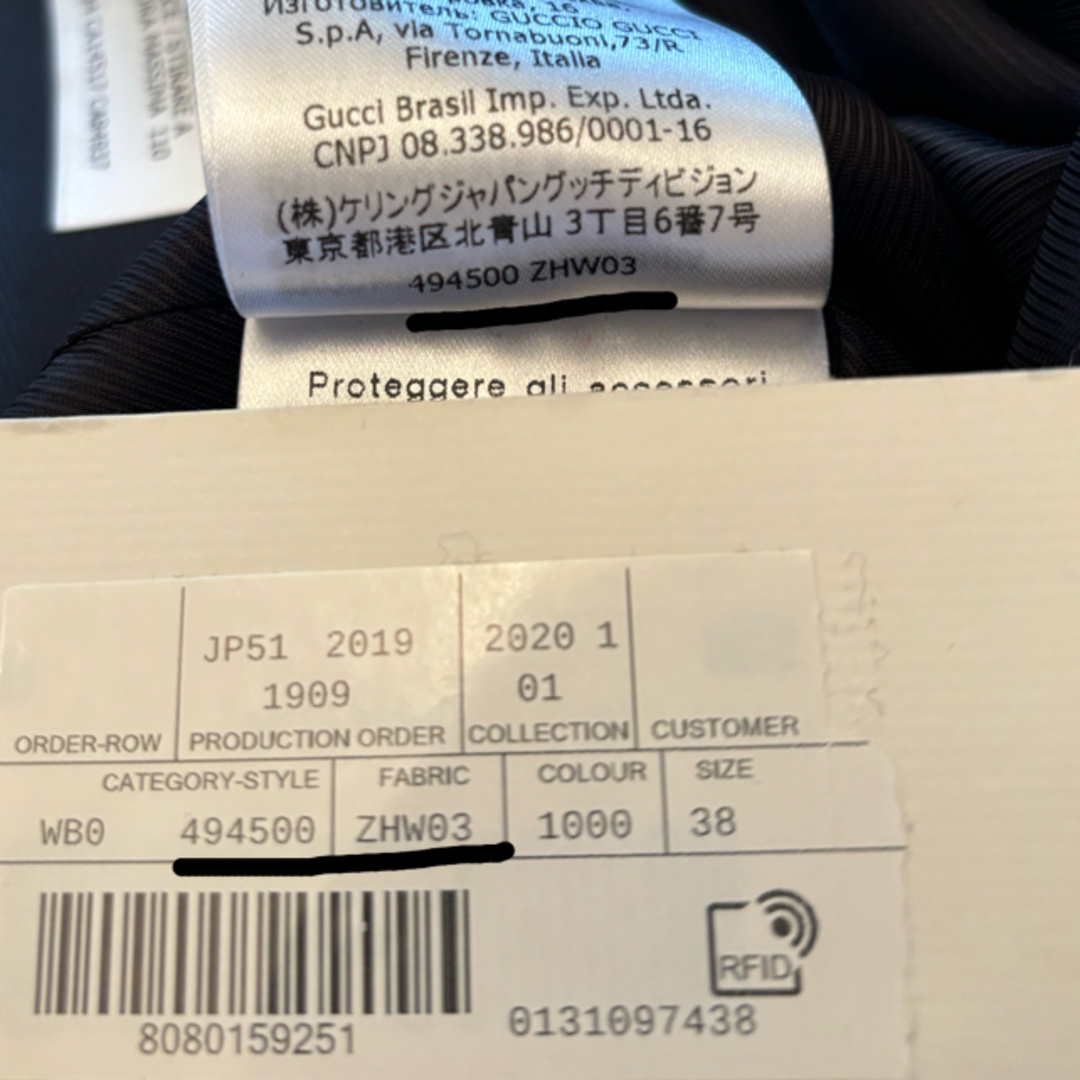 ИЗГОТОВИТЕЛЬ: GUCCIO GUCCI
S.p.A, via Tornabuoni,73/R
Firenze, Italia
Gucci Brasil Imp. Exp. Ltda.
CNPJ 08.338.986/0001-16
(株)ケリングジャパングッチディビジョン
東京都港区北青山 3丁目6番7号
494500 ZHW03
Proteggere gli accessori
JP51 2019
2020 1
1909
01
ORDER-ROW
PRODUCTION ORDER
COLLECTION
CUSTOMER
CATEGORY-STYLE
FABRIC
COLOUR
SIZE
WB0
494500
ZHW03
1000
38
RFID
8080159251
0131097438